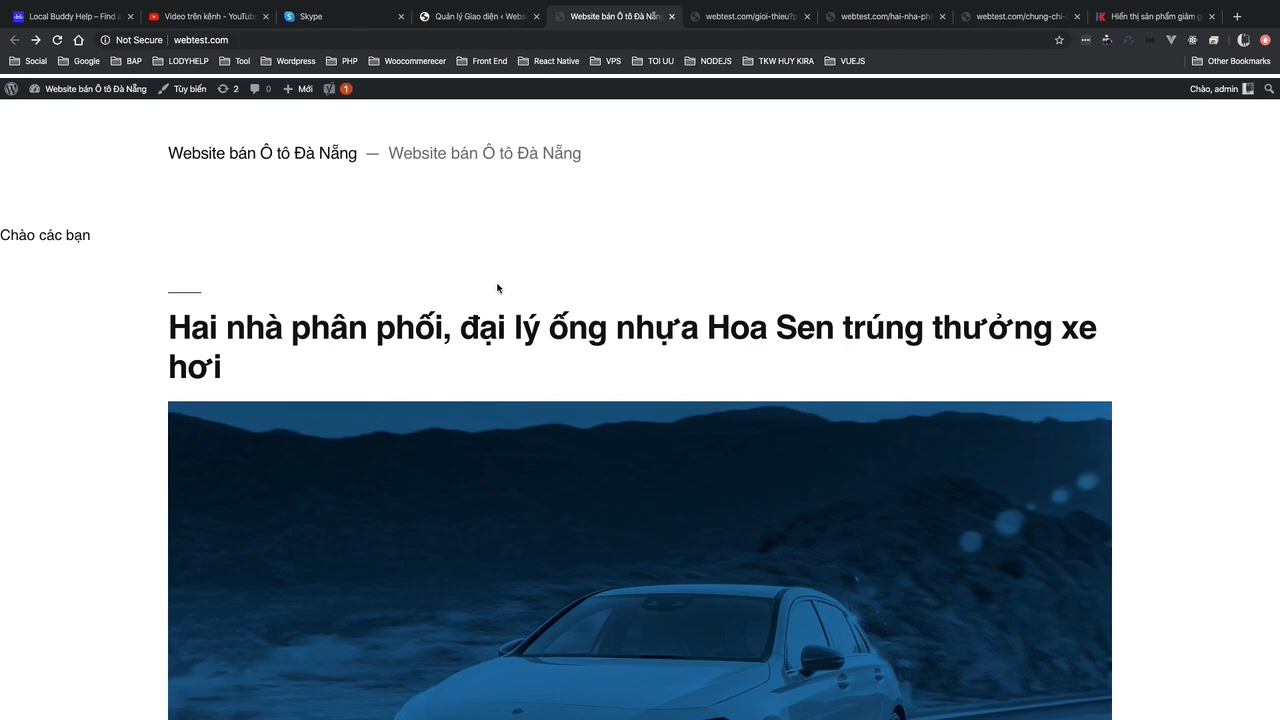 Local Buddy Help – Find a
Video trên kênh - YouTub
Skype
Quản lý Giao diện ‹ Webs
Website bán Ô tô Đà Nẵn
webtest.com/gioi-thieu?p
webtest.com/hai-nha-ph
webtest.com/chung-chi-
Hiển thị sản phẩm giảm g
Not Secure
webtest.com
Social
Google
BAP
LODYHELP
Tool
Wordpress
PHP
Woocommerecer
Front End
React Native
VPS
TOI UU
NODEJS
TKW HUY KIRA
VUEJS
Other Bookmarks
Website bán Ô tô Đà Nẵng
Tùy biến
2
0
Mới
1
Chào, admin
Website bán Ô tô Đà Nẵng — Website bán Ô tô Đà Nẵng
Chào các bạn
Hai nhà phân phối, đại lý ống nhựa Hoa Sen trúng thưởng xe
hơi